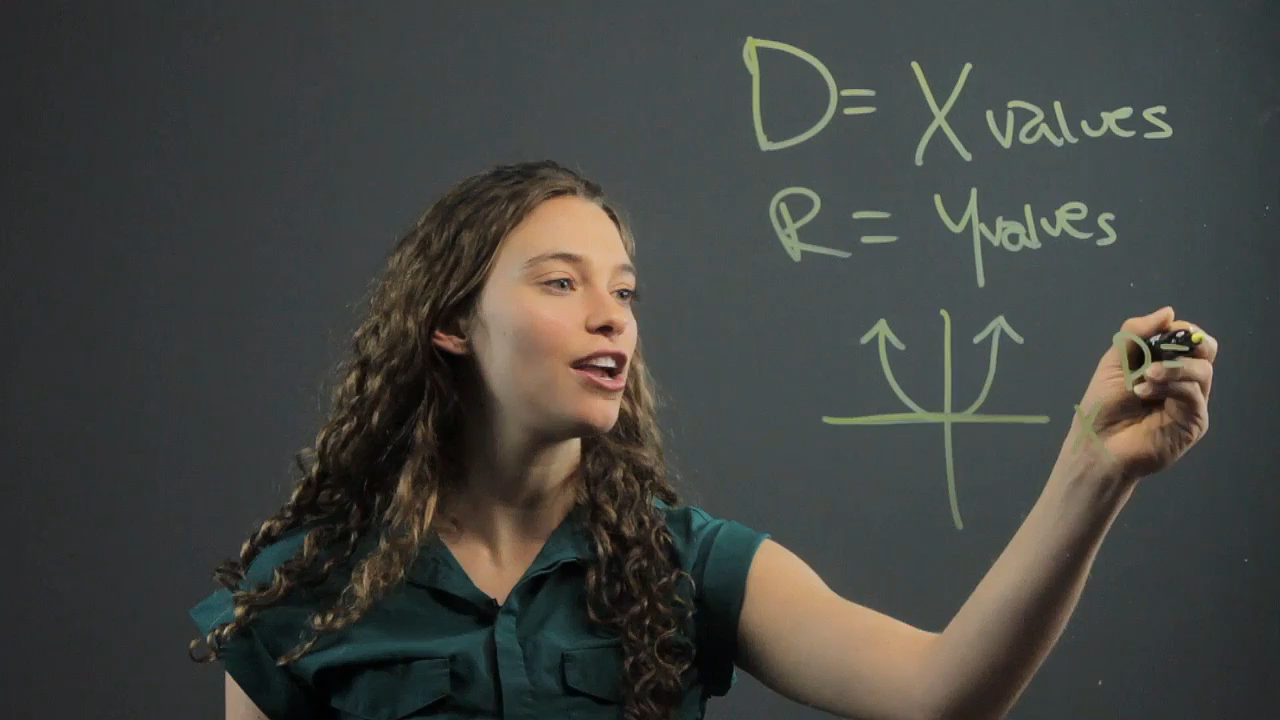 D= X values
R= y values
D=
X